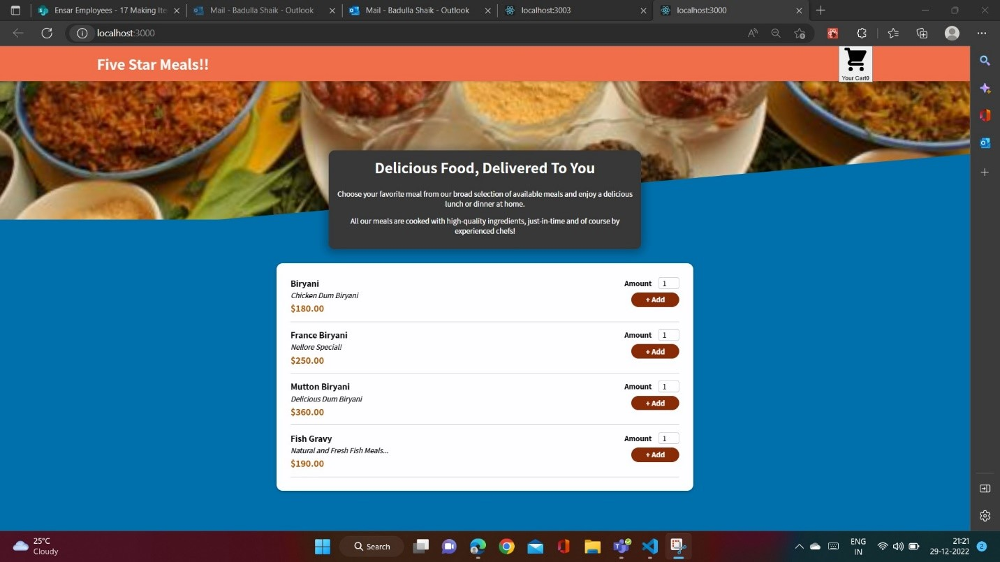 Ensar Employees - 17 Making Ite
Mail - Badulla Shaik - Outlook
Mail - Badulla Shaik - Outlook
localhost:3003
localhost:3000
localhost:3000
Five Star Meals!!
Your Cart0
Delicious Food, Delivered To You
Choose your favorite meal from our broad selection of available meals and enjoy a delicious
lunch or dinner at home.
All our meals are cooked with high-quality ingredients, just-in-time and of course by
experienced chefs!
Biryani
Chicken Dum Biryani
$180.00
Amount 1
+ Add
France Biryani
Nellore Special!
$250.00
Amount 1
+ Add
Mutton Biryani
Delicious Dum Biryani
$360.00
Amount 1
+ Add
Fish Gravy
Natural and Fresh Fish Meals...
$190.00
Amount 1
+ Add
25°C
Cloudy
Search
ENG
IN
21:21
29-12-2022
2